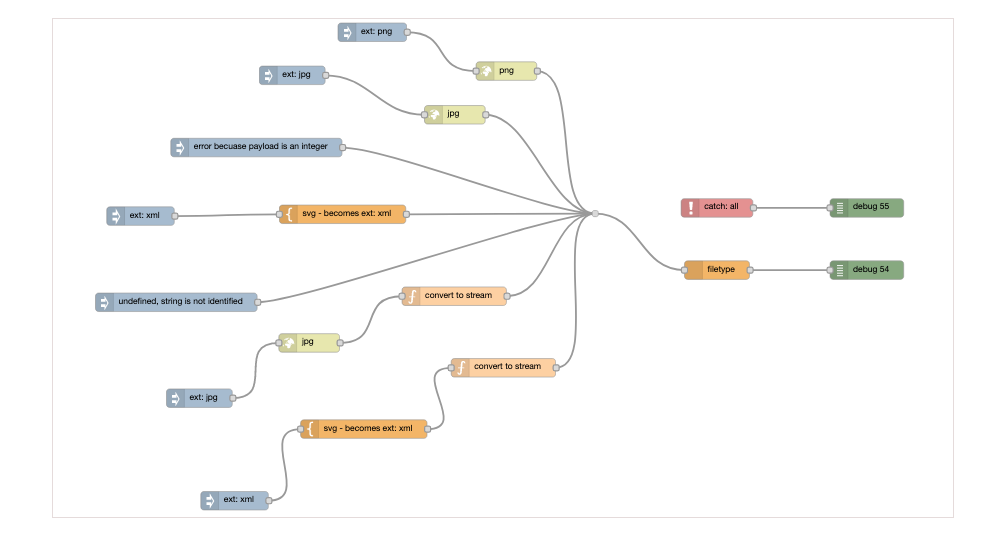 ext: png
png
ext: jpg
jpg
error becuase payload is an integer
ext: xml
svg - becomes ext: xml
catch: all
debug 55
filetype
debug 54
undefined, string is not identified
convert to stream
jpg
ext: jpg
convert to stream
svg - becomes ext: xml
ext: xml